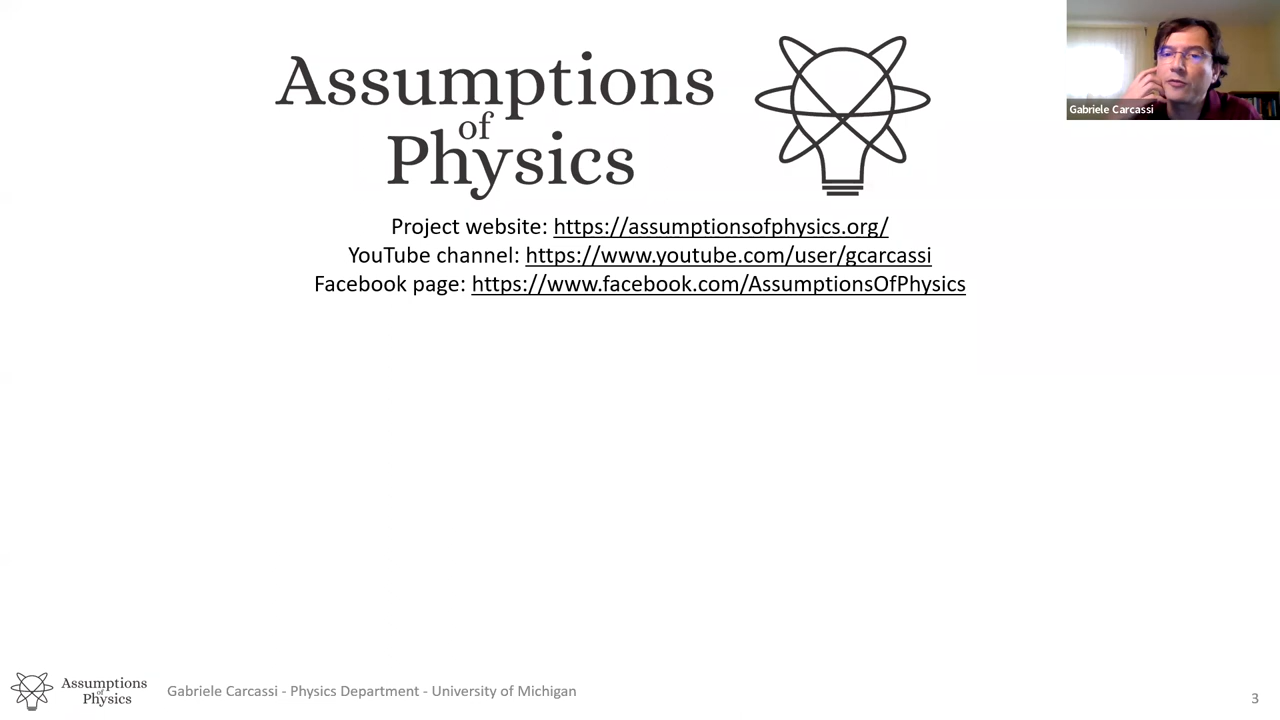 Assumptions
of
Physics
Gabriele Carcassi
Project website: https://assumptionsofphysics.org/
YouTube channel: https://www.youtube.com/user/gcarcassi
Facebook page: https://www.facebook.com/AssumptionsOfPhysics
Assumptions
of
Physics
Gabriele Carcassi - Physics Department - University of Michigan
3